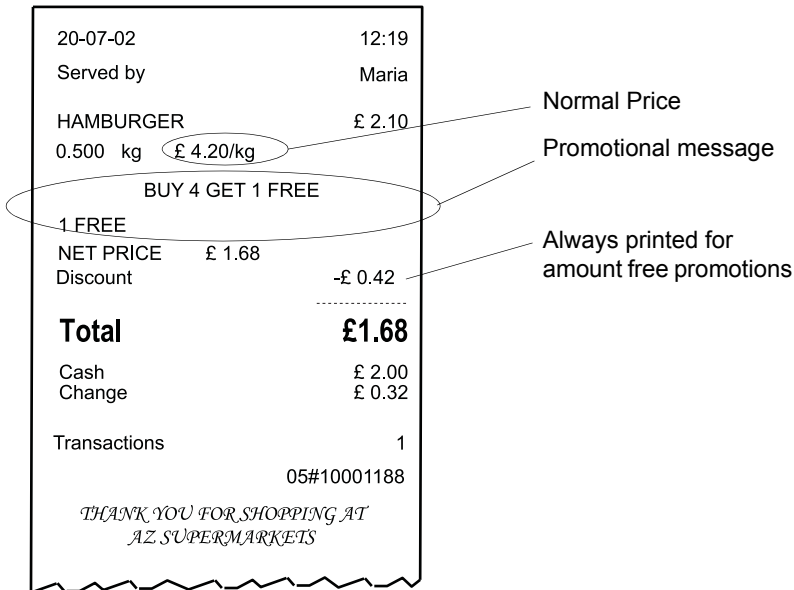 20-07-02 12:19
Served by Maria
HAMBURGER £ 2.10
0.500 kg £ 4.20/kg
BUY 4 GET 1 FREE
1 FREE
NET PRICE £ 1.68
Discount -£ 0.42
--------------
Total £1.68
Cash £ 2.00
Change £ 0.32
Transactions 1
05#10001188
THANK YOU FOR SHOPPING AT
AZ SUPERMARKETS
Normal Price
Promotional message
Always printed for
amount free promotions